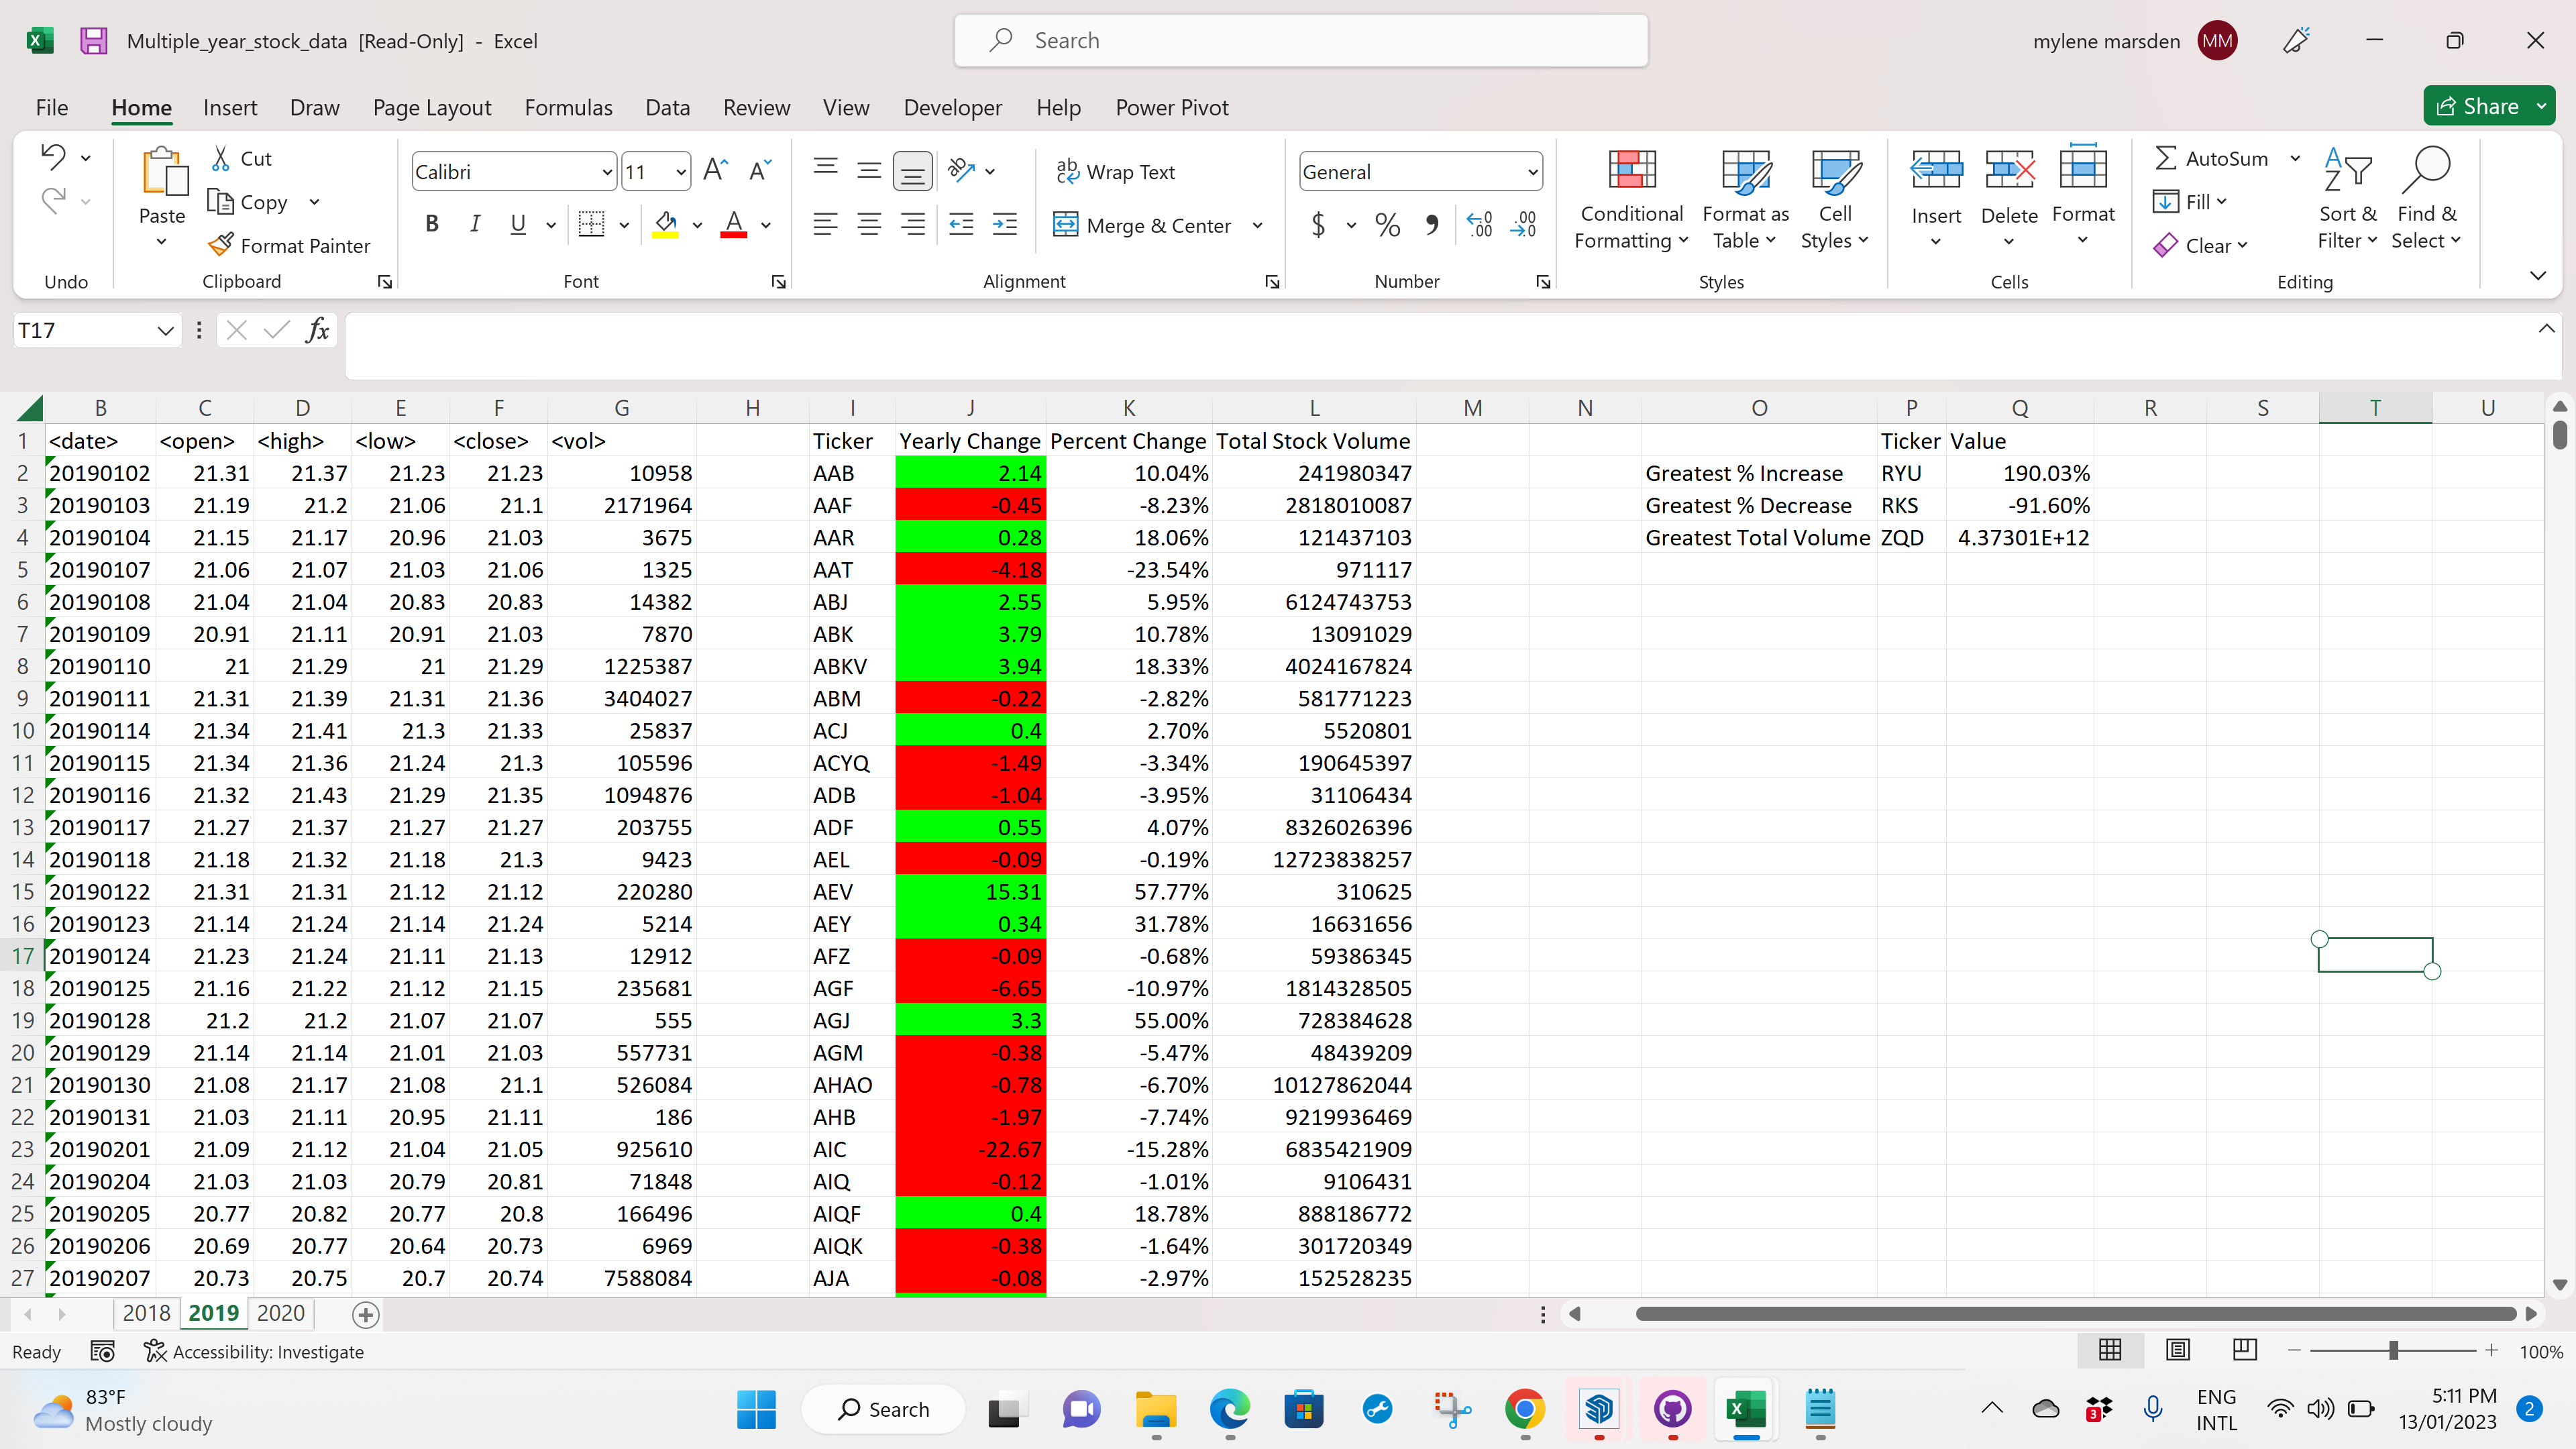 Multiple_year_stock_data [Read-Only] - Excel
Search
mylene marsden MM
File Home Insert Draw Page Layout Formulas Data Review View Developer Help Power Pivot
Share
Cut
Copy
Format Painter
Paste
Calibri 11
B I U
Wrap Text
Merge & Center
General
$ % 9
Conditional Formatting
Format as Table
Cell Styles
Insert
Delete
Format
AutoSum
Fill
Clear
Sort & Filter
Find & Select
Undo Clipboard Font Alignment Number Styles Cells Editing
T17 fx
B C D E F G H I J K L M N O P Q R S T U
1 <date> <open> <high> <low> <close> <vol> Ticker Yearly Change Percent Change Total Stock Volume Ticker Value
2 20190102 21.31 21.37 21.23 21.23 10958 AAB 2.14 10.04% 241980347 Greatest % Increase RYU 190.03%
3 20190103 21.19 21.2 21.06 21.1 2171964 AAF -0.45 -8.23% 2818010087 Greatest % Decrease RKS -91.60%
4 20190104 21.15 21.17 20.96 21.03 3675 AAR 0.28 18.06% 121437103 Greatest Total Volume ZQD 4.37301E+12
5 20190107 21.06 21.07 21.03 21.06 1325 AAT -4.18 -23.54% 971117
6 20190108 21.04 21.04 20.83 20.83 14382 ABJ 2.55 5.95% 6124743753
7 20190109 20.91 21.11 20.91 21.03 7870 ABK 3.79 10.78% 13091029
8 20190110 21 21.29 21 21.29 1225387 ABKV 3.94 18.33% 4024167824
9 20190111 21.31 21.39 21.31 21.36 3404027 ABM -0.22 -2.82% 581771223
10 20190114 21.34 21.41 21.3 21.33 25837 ACJ 0.4 2.70% 5520801
11 20190115 21.34 21.36 21.24 21.3 105596 ACYQ -1.49 -3.34% 190645397
12 20190116 21.32 21.43 21.29 21.35 1094876 ADB -1.04 -3.95% 31106434
13 20190117 21.27 21.37 21.27 21.27 203755 ADF 0.55 4.07% 8326026396
14 20190118 21.18 21.32 21.18 21.3 9423 AEL -0.09 -0.19% 12723838257
15 20190122 21.31 21.31 21.12 21.12 220280 AEV 15.31 57.77% 310625
16 20190123 21.14 21.24 21.14 21.24 5214 AEY 0.34 31.78% 16631656
17 20190124 21.23 21.24 21.11 21.13 12912 AFZ -0.09 -0.68% 59386345
18 20190125 21.16 21.22 21.12 21.15 235681 AGF -6.65 -10.97% 1814328505
19 20190128 21.2 21.2 21.07 21.07 555 AGJ 3.3 55.00% 728384628
20 20190129 21.14 21.14 21.01 21.03 557731 AGM -0.38 -5.47% 48439209
21 20190130 21.08 21.17 21.08 21.1 526084 AHAO -0.78 -6.70% 10127862044
22 20190131 21.03 21.11 20.95 21.11 186 AHB -1.97 -7.74% 9219936469
23 20190201 21.09 21.12 21.04 21.05 925610 AIC -22.67 -15.28% 6835421909
24 20190204 21.03 21.03 20.79 20.81 71848 AIQ -0.12 -1.01% 9106431
25 20190205 20.77 20.82 20.77 20.8 166496 AIQF 0.4 18.78% 888186772
26 20190206 20.69 20.77 20.64 20.73 6969 AIQK -0.38 -1.64% 301720349
27 20190207 20.73 20.75 20.7 20.74 7588084 AJA -0.08 -2.97% 152528235
2018 2019 2020
Ready Accessibility: Investigate 100%
83°F
Mostly cloudy
Search
3
ENG
INTL
5:11 PM
13/01/2023
2